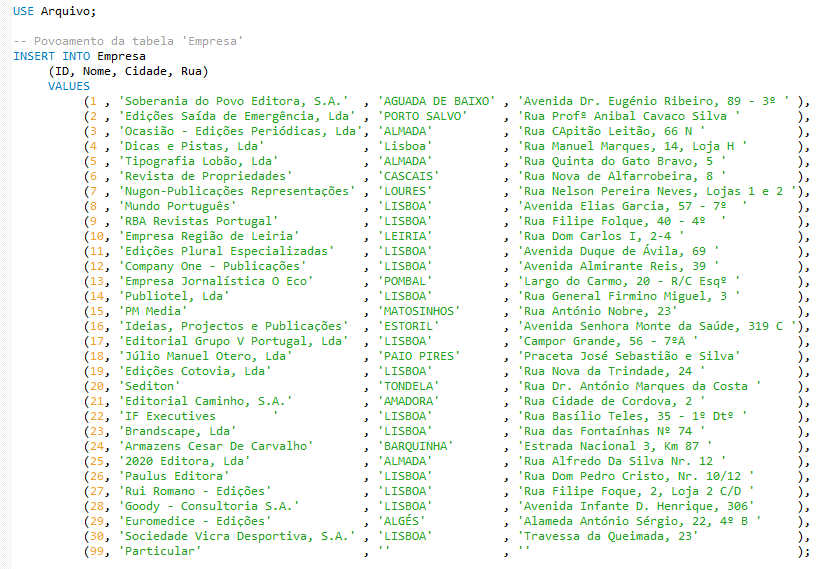 USE Arquivo;
-- Povoamento da tabela 'Empresa'
INSERT INTO Empresa
(ID, Nome, Cidade, Rua)
VALUES
(1 , 'Soberania do Povo Editora, S.A.' , 'AGUADA DE BAIXO' , 'Avenida Dr. Eugénio Ribeiro, 89 - 3º ' ),
(2 , 'Edições Saída de Emergência, Lda' , 'PORTO SALVO' , 'Rua Profº Anibal Cavaco Silva ' ),
(3 , 'Ocasião - Edições Periódicas, Lda', 'ALMADA' , 'Rua CApitão Leitão, 66 N ' ),
(4 , 'Dicas e Pistas, Lda' , 'Lisboa' , 'Rua Manuel Marques, 14, Loja H ' ),
(5 , 'Tipografia Lobão, Lda' , 'ALMADA' , 'Rua Quinta do Gato Bravo, 5 ' ),
(6 , 'Revista de Propriedades' , 'CASCAIS' , 'Rua Nova de Alfarrobeira, 8 ' ),
(7 , 'Nugon-Publicações Representações' , 'LOURES' , 'Rua Nelson Pereira Neves, Lojas 1 e 2 '),
(8 , 'Mundo Português' , 'LISBOA' , 'Avenida Elias Garcia, 57 - 7º ' ),
(9 , 'RBA Revistas Portugal' , 'LISBOA' , 'Rua Filipe Folque, 40 - 4º ' ),
(10, 'Empresa Região de Leiria' , 'LEIRIA' , 'Rua Dom Carlos I, 2-4 ' ),
(11, 'Edições Plural Especializadas' , 'LISBOA' , 'Avenida Duque de Ávila, 69 ' ),
(12, 'Company One - Publicações' , 'LISBOA' , 'Avenida Almirante Reis, 39 ' ),
(13, 'Empresa Jornalística O Eco' , 'POMBAL' , 'Largo do Carmo, 20 - R/C Esqº ' ),
(14, 'Publiotel, Lda' , 'LISBOA' , 'Rua General Firmino Miguel, 3 ' ),
(15, 'PM Media' , 'MATOSINHOS' , 'Rua António Nobre, 23' ),
(16, 'Ideias, Projectos e Publicações' , 'ESTORIL' , 'Avenida Senhora Monte da Saúde, 319 C '),
(17, 'Editorial Grupo V Portugal, Lda' , 'LISBOA' , 'Campor Grande, 56 - 7ºA ' ),
(18, 'Júlio Manuel Otero, Lda' , 'PAIO PIRES' , 'Praceta José Sebastião e Silva' ),
(19, 'Edições Cotovia, Lda' , 'LISBOA' , 'Rua Nova da Trindade, 24 ' ),
(20, 'Sediton' , 'TONDELA' , 'Rua Dr. António Marques da Costa ' ),
(21, 'Editorial Caminho, S.A.' , 'AMADORA' , 'Rua Cidade de Cordova, 2 ' ),
(22, 'IF Executives ' , 'LISBOA' , 'Rua Basílio Teles, 35 - 1º Dtº ' ),
(23, 'Brandscape, Lda' , 'LISBOA' , 'Rua das Fontaínhas Nº 74 ' ),
(24, 'Armazens Cesar De Carvalho' , 'BARQUINHA' , 'Estrada Nacional 3, Km 87 ' ),
(25, '2020 Editora, Lda' , 'ALMADA' , 'Rua Alfredo Da Silva Nr. 12 ' ),
(26, 'Paulus Editora' , 'LISBOA' , 'Rua Dom Pedro Cristo, Nr. 10/12 ' ),
(27, 'Rui Romano - Edições' , 'LISBOA' , 'Rua Filipe Foque, 2, Loja 2 C/D ' ),
(28, 'Goody - Consultoria S.A.' , 'LISBOA' , 'Avenida Infante D. Henrique, 306' ),
(29, 'Euromedice - Edições' , 'ALGÉS' , 'Alameda António Sérgio, 22, 4º B ' ),
(30, 'Sociedade Vicra Desportiva, S.A.' , 'LISBOA' , 'Travessa da Queimada, 23' ),
(99, 'Particular' , '' , '' );